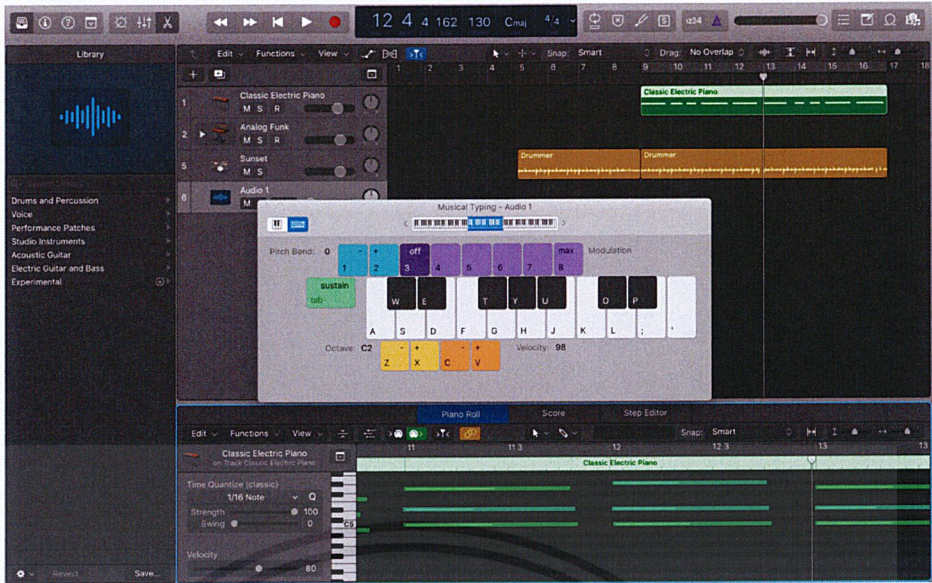 12 4 4 162 130 Cmaj 4/4
1234
Library
Edit Functions View Snap: Smart Drag: No Overlap
1 2 3 4 5 6 7 8 9 10 11 12 13 14 15 16 17 18
1 Classic Electric Piano
M S R
2 Analog Funk
M S R
5 Sunset
M S
6 Audio 1
M
Classic Electric Piano
Drummer Drummer
Drums and Percussion
Voice
Performance Patches
Studio Instruments
Acoustic Guitar
Electric Guitar and Bass
Experimental
Musical Typing - Audio 1
Pitch Bend: 0 - + off max Modulation
1 2 3 4 5 6 7 8
sustain
tab
W E T Y U O P
A S D F G H J K L ; '
Octave: C2 - + - + Velocity: 98
Z X C V
Piano Roll Score Step Editor
Edit Functions View Snap: Smart
Classic Electric Piano
on Track Classic Electric Piano
11 11.3 12 12.3 13 13
Classic Electric Piano
Time Quantize (classic)
1/16 Note Q
Strength 100
Swing 0
C5
Velocity
80
Revert Save...